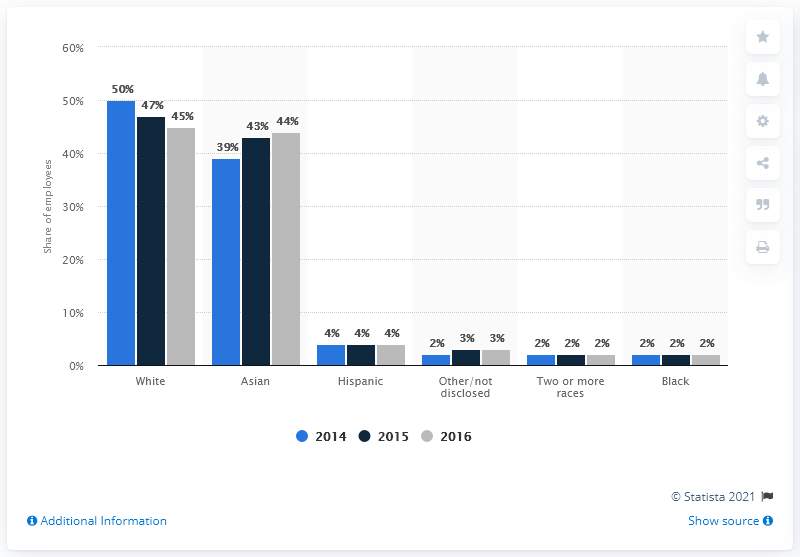 60%
50%
40%
30%
20%
10%
0%
Share of employees
50%
47%
45%
39%
43%
44%
4%
4%
4%
2%
3%
3%
2%
2%
2%
2%
2%
2%
White
Asian
Hispanic
Other/not
disclosed
Two or more
races
Black
2014
2015
2016
© Statista 2021
Additional Information
Show source